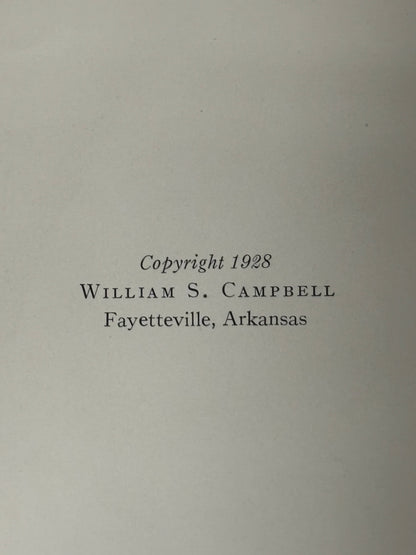 Copyright 1928
WILLIAM S. CAMPBELL
Fayetteville, Arkansas